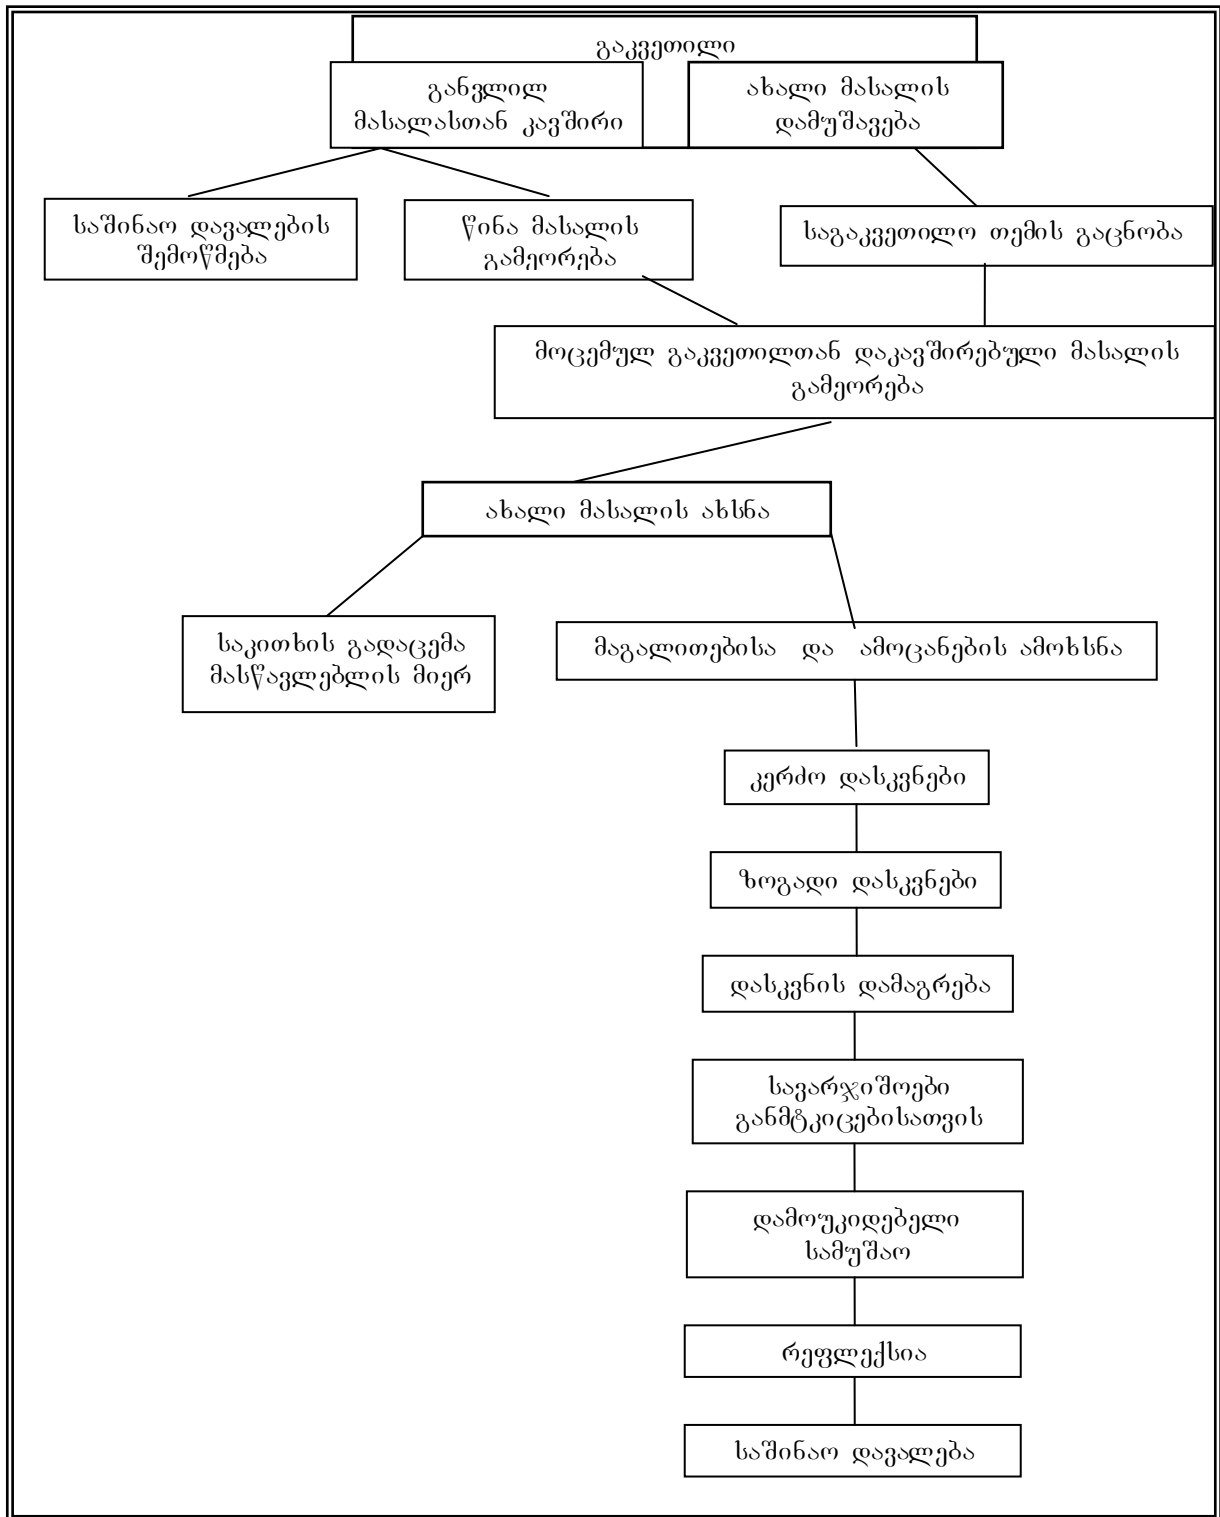 გაკვეთილი
განვლილ
მასალასთან კავშირი
ახალი მასალის
დამუშავება
საშინაო დავალების
შემოწმება
წინა მასალის
გამეორება
საგაკვეთილო თემის გაცნობა
მოცემულ გაკვეთილთან დაკავშირებული მასალის
გამეორება
ახალი მასალის ახსნა
საკითხის გადაცემა
მასწავლებლის მიერ
მაგალითებისა და ამოცანების ამოხსნა
კერძო დასკვნები
ზოგადი დასკვნები
დასკვნის დამაგრება
სავარჯიშოები
განმტკიცებისათვის
დამოუკიდებელი
სამუშაო
რეფლექსია
საშინაო დავალება